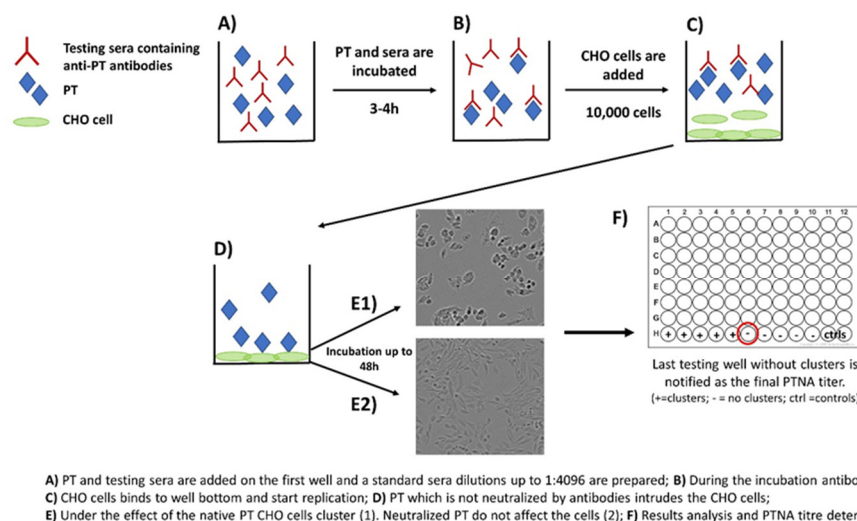 A)
B)
C)
Testing sera containing
anti-PT antibodies
PT
CHO cell
PT and sera are
incubated
3-4h
CHO cells are
added
10,000 cells
D)
E1)
Incubation up to
48h
E2)
F)
1 2 3 4 5 6 7 8 9 10 11 12
A
B
C
D
E
F
G
H + + + + + - - - - - ctrls
Last testing well without clusters is
notified as the final PTNA titer.
(+=clusters; - = no clusters; ctrl =controls)
A) PT and testing sera are added on the first well and a standard sera dilutions up to 1:4096 are prepared; B) During the incubation antibo
C) CHO cells binds to well bottom and start replication; D) PT which is not neutralized by antibodies intrudes the CHO cells;
E) Under the effect of the native PT CHO cells cluster (1). Neutralized PT do not affect the cells (2); F) Results analysis and PTNA titre deter